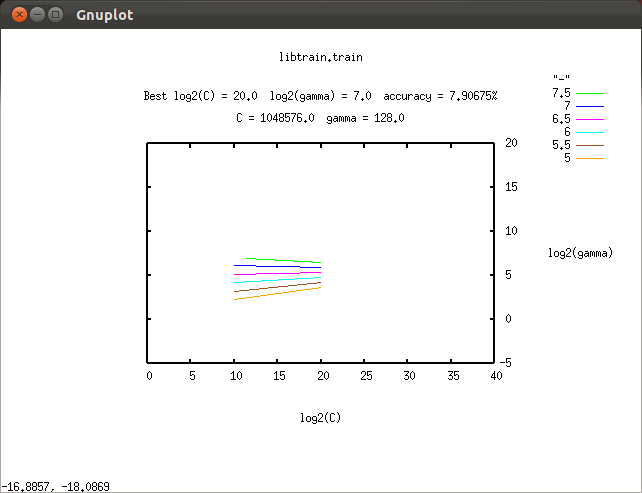 Gnuplot
libtrain.train
Best log2(C) = 20.0 log2(gamma) = 7.0 accuracy = 7.90675%
C = 1048576.0 gamma = 128.0
"-"
7.5
7
6.5
6
5.5
5
20
15
10
5
0
-5
log2(gamma)
0 5 10 15 20 25 30 35 40
log2(C)
-16.8857, -18.0869